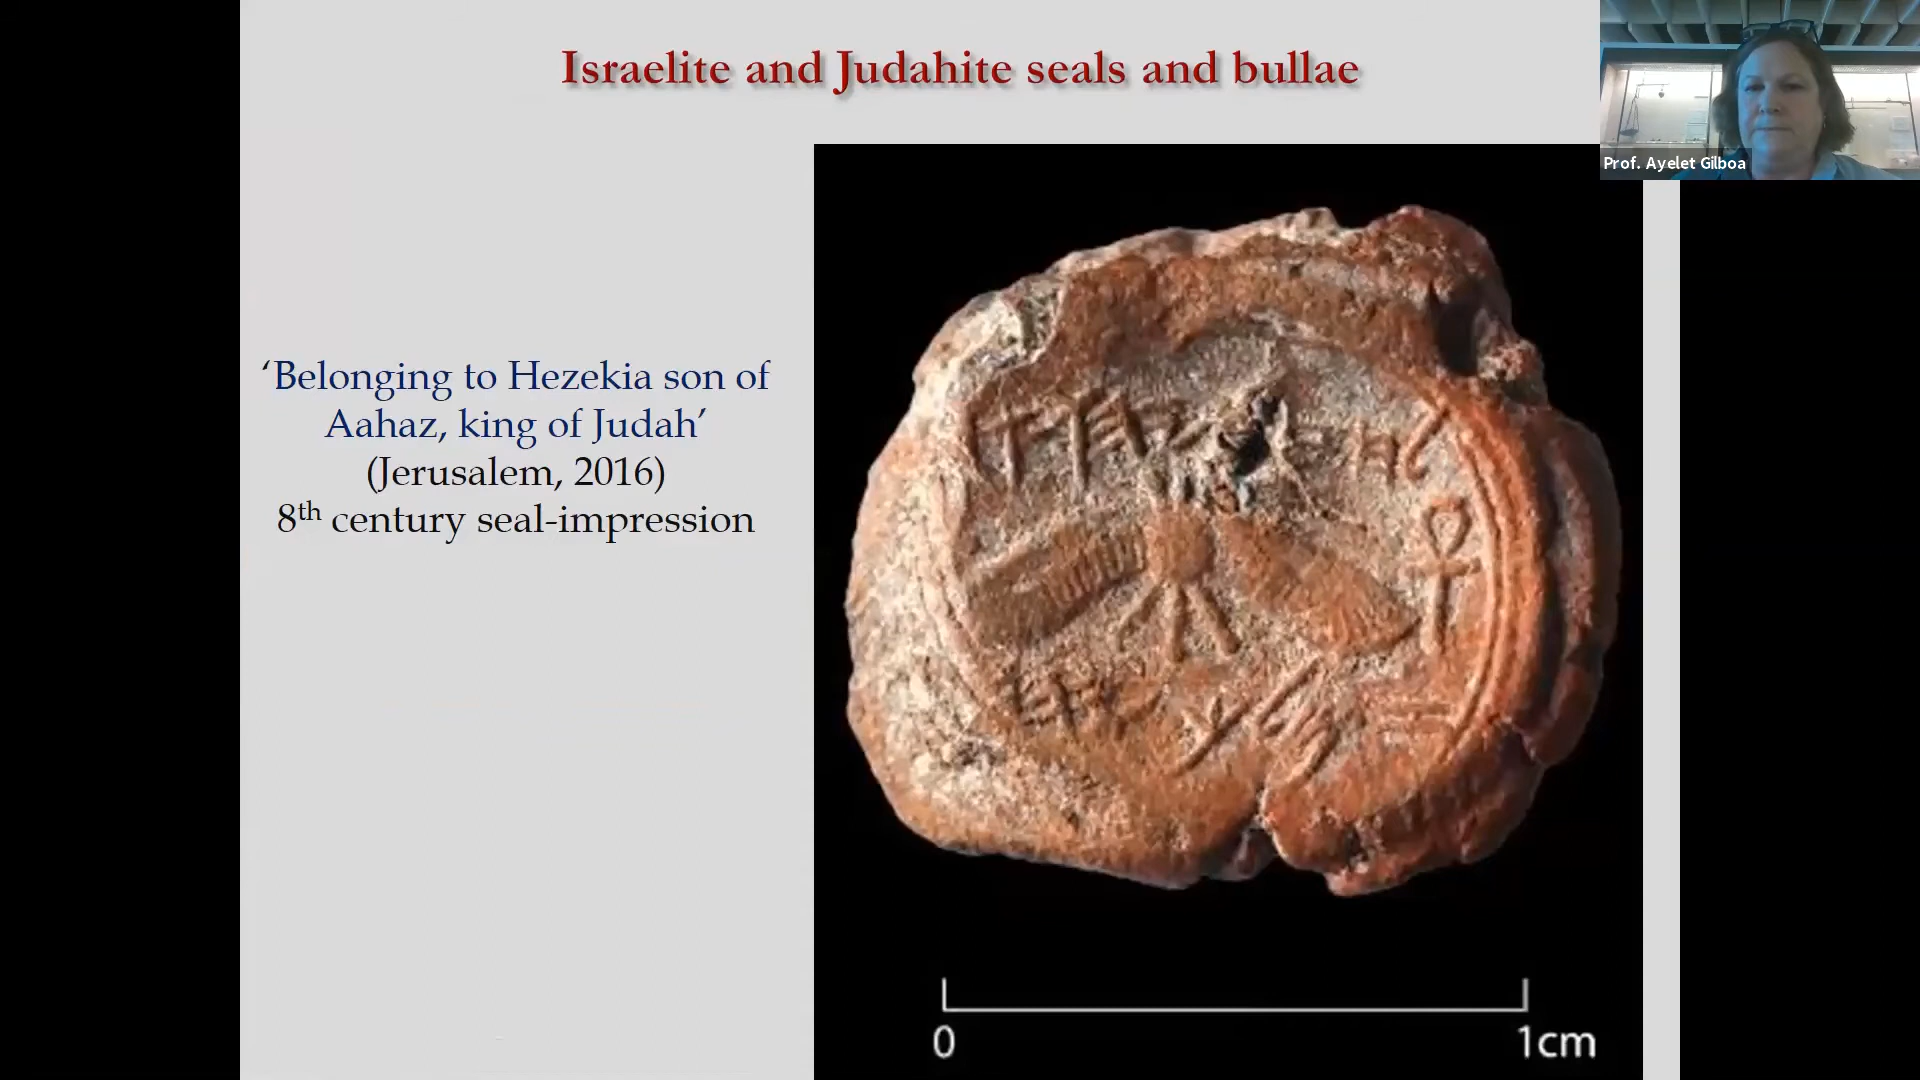 Israelite and Judahite seals and bullae
Prof. Ayelet Gilboa
‘Belonging to Hezekia son of
Aahaz, king of Judah’
(Jerusalem, 2016)
8th century seal-impression
0 1cm